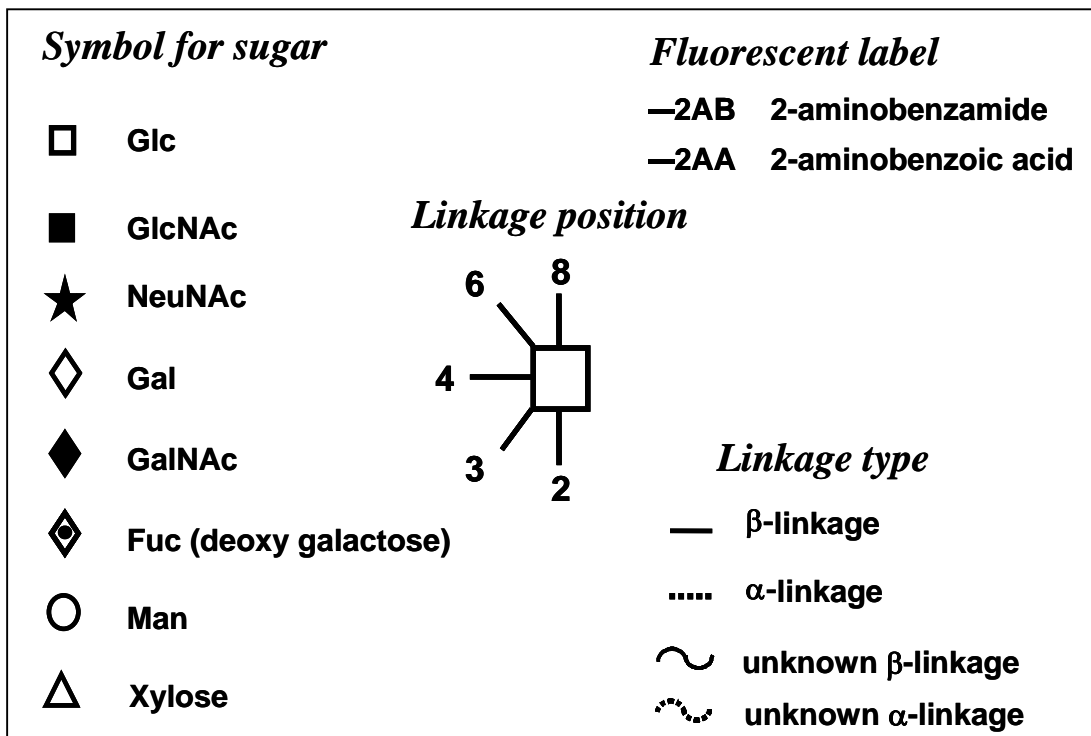 Symbol for sugar
Glc
GlcNAc
NeuNAc
Gal
GalNAc
Fuc (deoxy galactose)
Man
Xylose
Fluorescent label
—2AB 2-aminobenzamide
—2AA 2-aminobenzoic acid
Linkage position
8
6
4
3
2
Linkage type
β-linkage
α-linkage
unknown β-linkage
unknown α-linkage